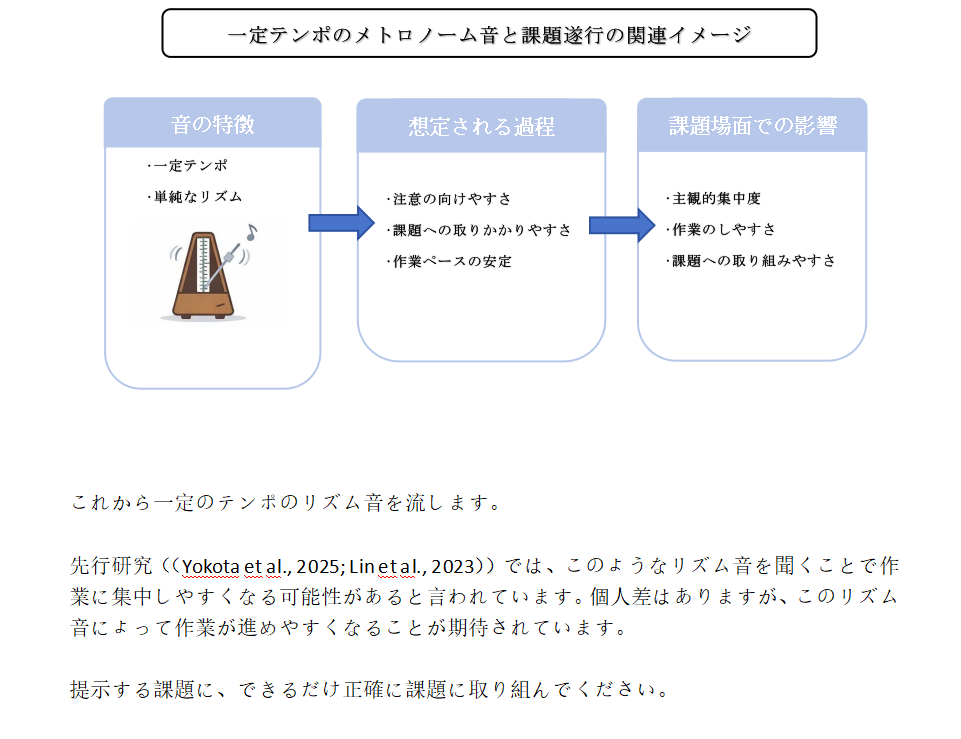 一定テンポのメトロノーム音と課題遂行の関連イメージ
音の特徴
・一定テンポ
・単純なリズム
想定される過程
・注意の向けやすさ
・課題への取りかかりやすさ
・作業ペースの安定
課題場面での影響
・主観的集中度
・作業のしやすさ
・課題への取り組みやすさ
これから一定のテンポのリズム音を流します。
先行研究（（Yokota et al., 2025; Lin et al., 2023））では、このようなリズム音を聞くことで作
業に集中しやすくなる可能性があると言われています。個人差はありますが、このリズム
音によって作業が進めやすくなることが期待されています。
提示する課題に、できるだけ正確に課題に取り組んでください。